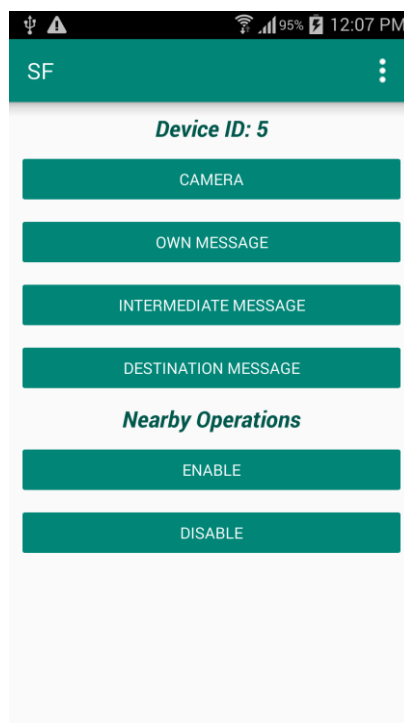 95% 12:07 PM
SF
Device ID: 5
CAMERA
OWN MESSAGE
INTERMEDIATE MESSAGE
DESTINATION MESSAGE
Nearby Operations
ENABLE
DISABLE